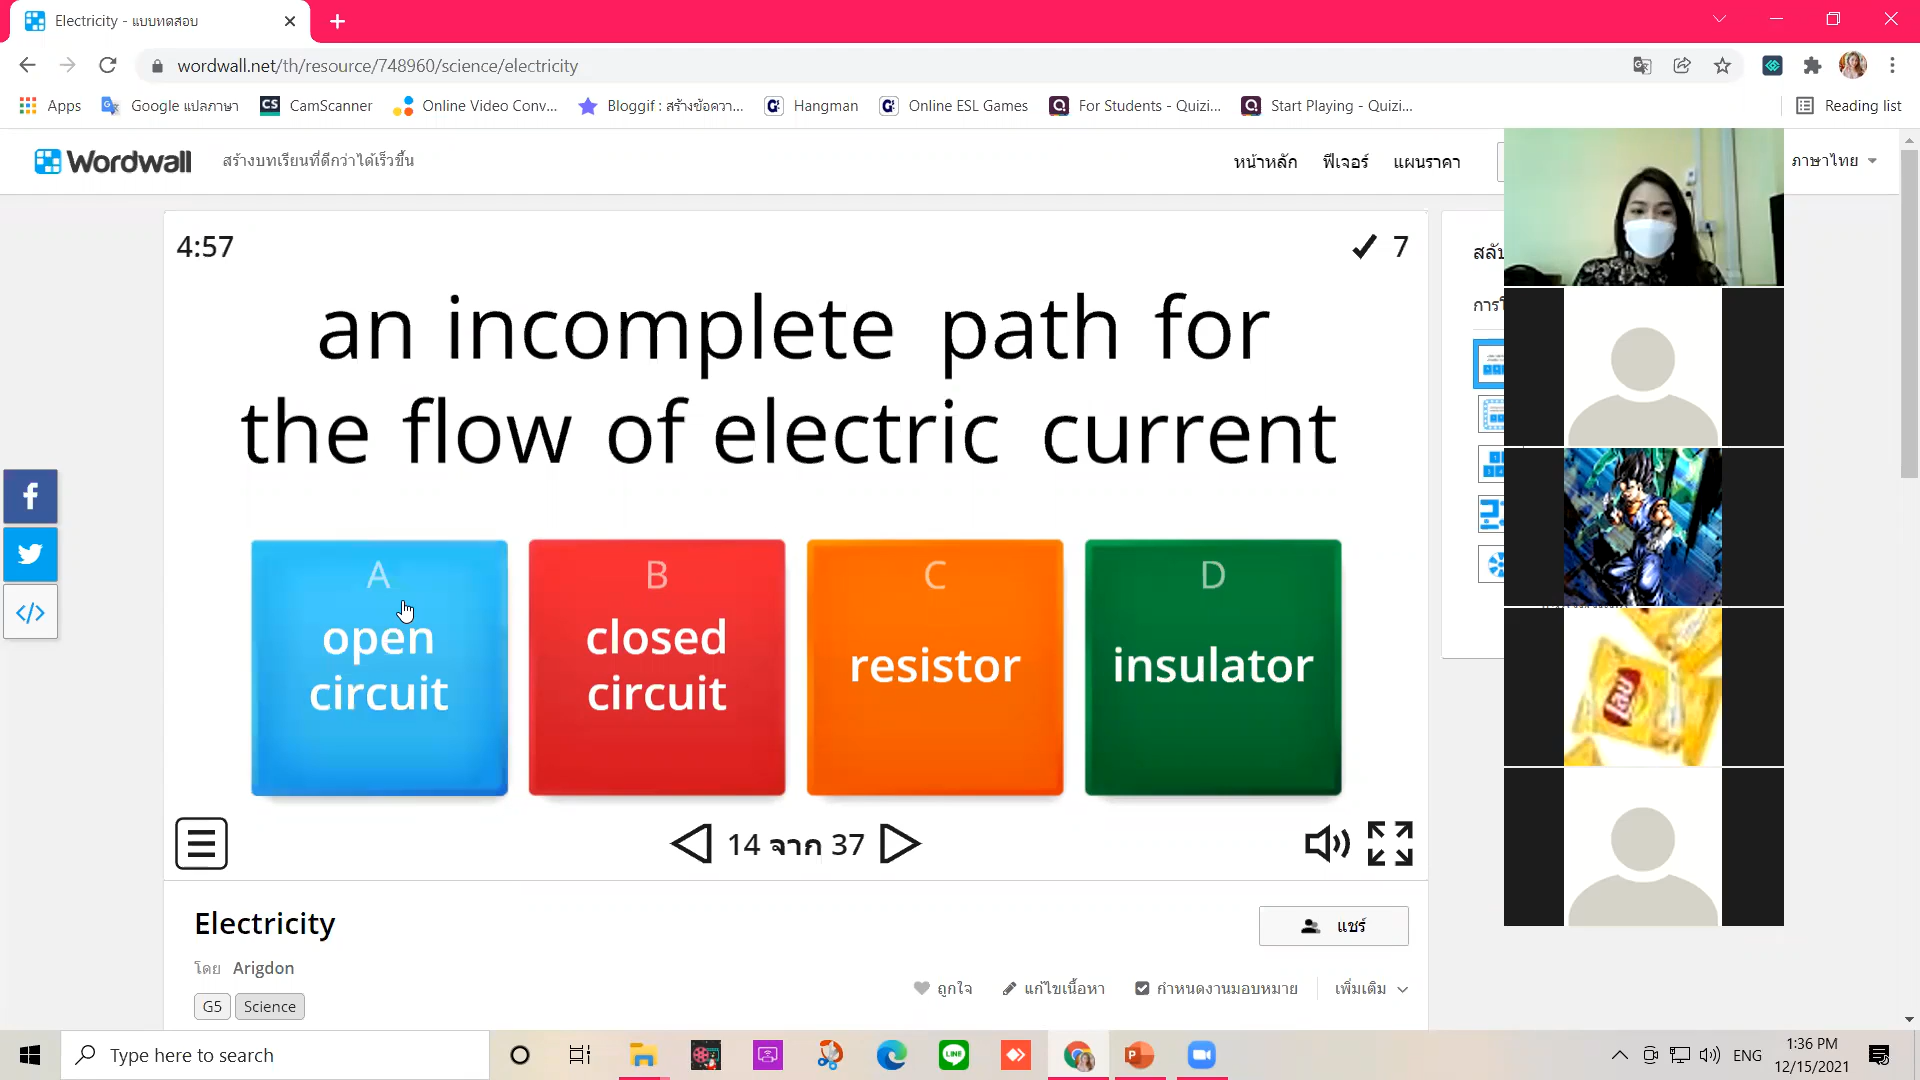 Electricity - แบบทดสอบ
wordwall.net/th/resource/748960/science/electricity
Apps Google แปลภาษา CamScanner Online Video Conv... Bloggif : สร้างข้อควา... Hangman Online ESL Games For Students - Quizi... Start Playing - Quizi... Reading list
Wordwall สร้างบทเรียนที่ดีกว่าได้เร็วขึ้น หน้าหลัก ฟีเจอร์ แผนราคา ภาษาไทย
4:57 7
an incomplete path for
the flow of electric current
A B C D
open circuit
closed circuit
resistor
insulator
14 จาก 37
Electricity
แชร์
โดย Arigdon
ถูกใจ แก้ไขเนื้อหา กำหนดงานมอบหมาย เพิ่มเติม
G5 Science
Type here to search
ENG
1:36 PM
12/15/2021